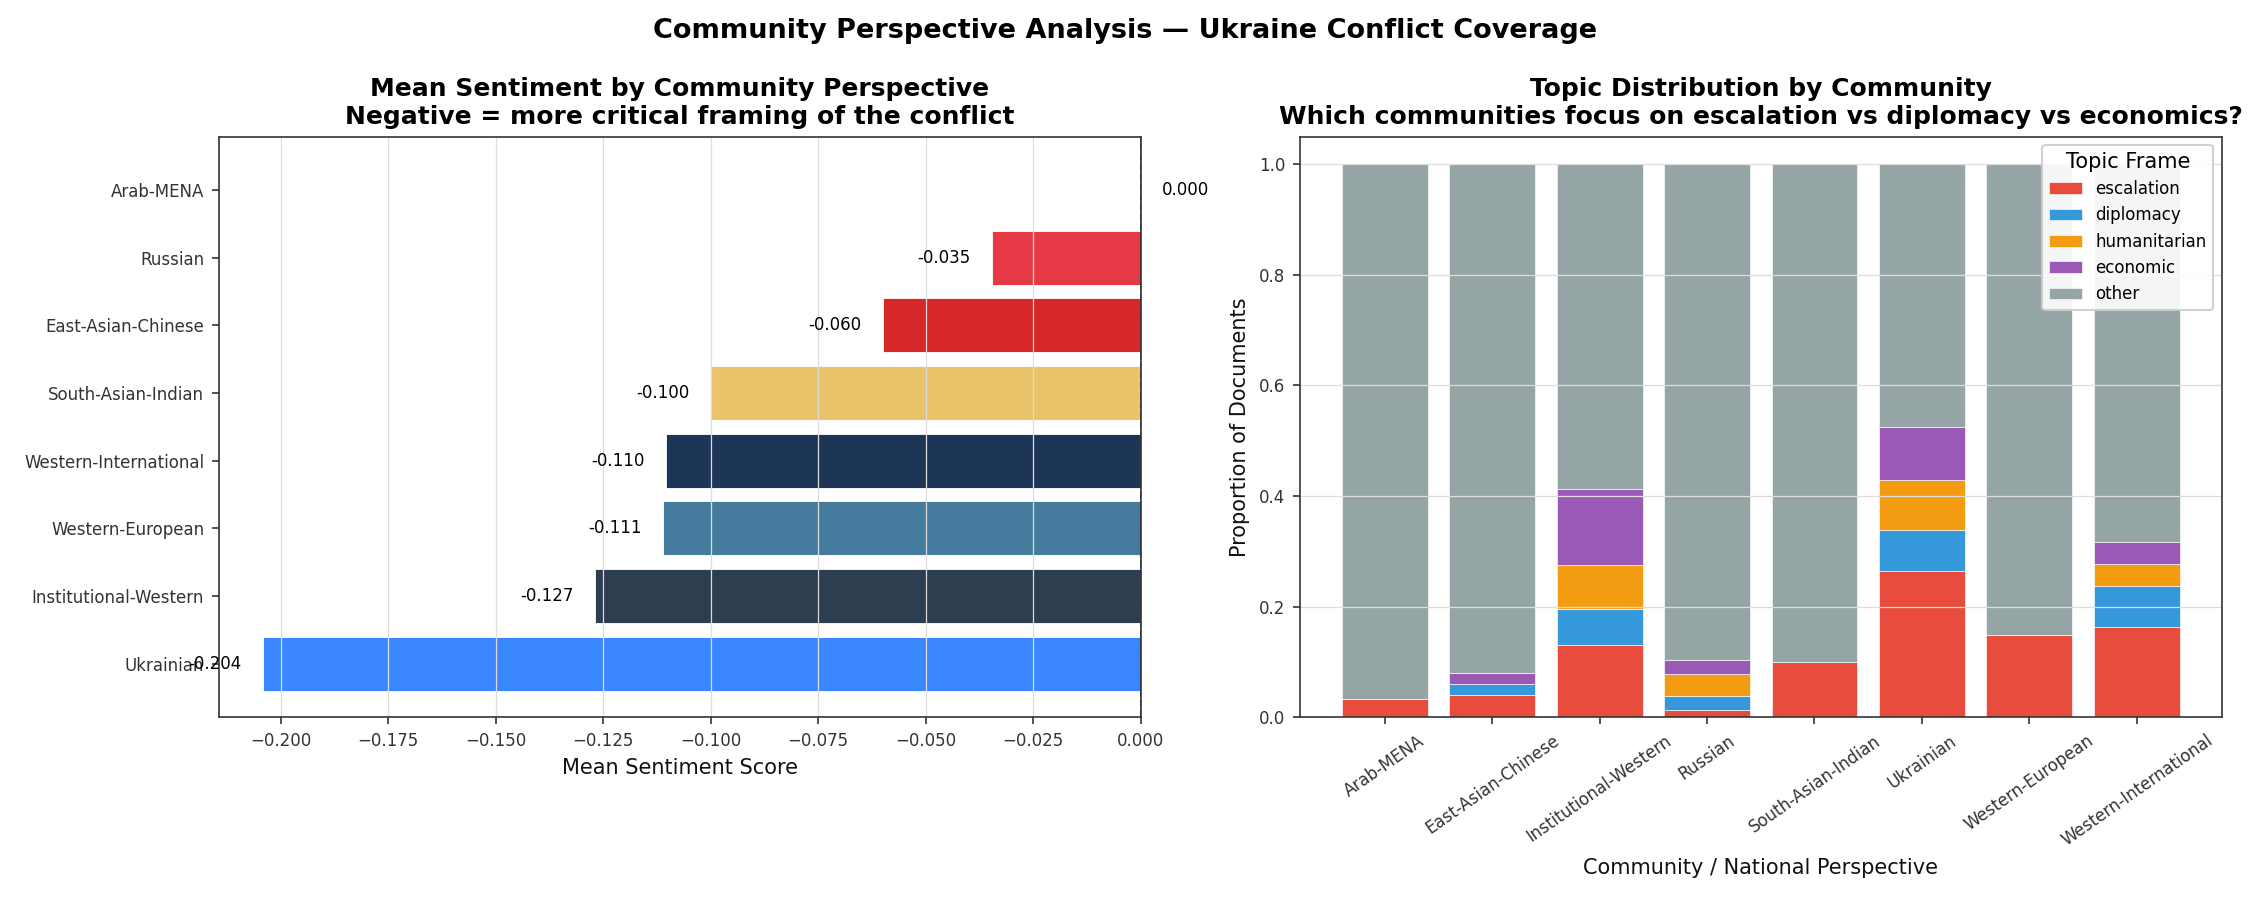 Community Perspective Analysis — Ukraine Conflict Coverage
Mean Sentiment by Community Perspective
Negative = more critical framing of the conflict
Arab-MENA
0.000
Russian
-0.035
East-Asian-Chinese
-0.060
South-Asian-Indian
-0.100
Western-International
-0.110
Western-European
-0.111
Institutional-Western
-0.127
Ukrainian
-0.204
−0.200
−0.175
−0.150
−0.125
−0.100
−0.075
−0.050
−0.025
0.000
Mean Sentiment Score
Topic Distribution by Community
Which communities focus on escalation vs diplomacy vs economics?
Topic Frame
escalation
diplomacy
humanitarian
economic
other
1.0
0.8
0.6
0.4
0.2
0.0
Proportion of Documents
Arab-MENA
East-Asian-Chinese
Institutional-Western
Russian
South-Asian-Indian
Ukrainian
Western-European
Western-International
Community / National Perspective